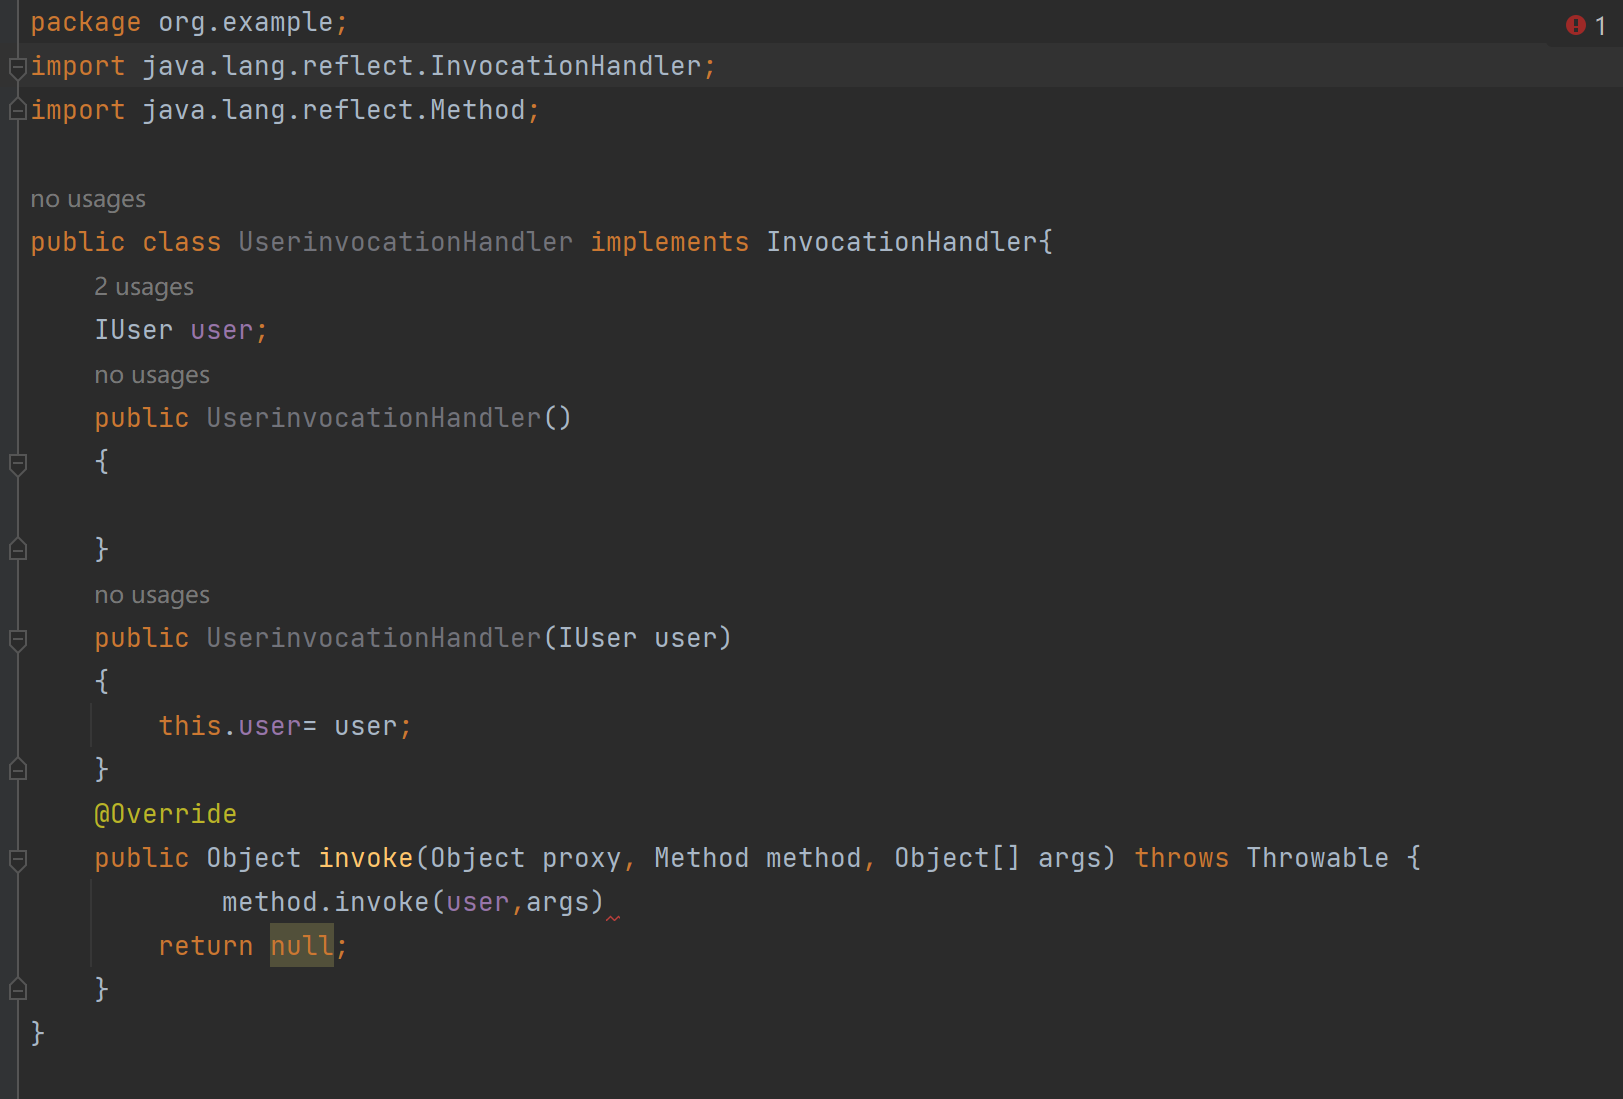 package org.example;
1
import java.lang.reflect.InvocationHandler;
import java.lang.reflect.Method;
no usages
public class UserinvocationHandler implements InvocationHandler{
2 usages
IUser user;
no usages
public UserinvocationHandler()
{
}
no usages
public UserinvocationHandler(IUser user)
{
this.user= user;
}
@Override
public Object invoke(Object proxy, Method method, Object[] args) throws Throwable {
method.invoke(user,args)
return null;
}
}